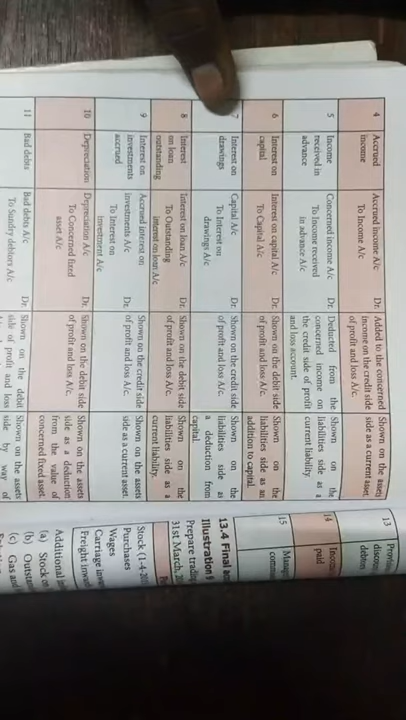 4 Accrued income
Accrued income A/c Dr.
To Income A/c
Added to the concerned
income on the credit side
of profit and loss A/c.
Shown on the assets
side as a current asset.
5 Income received in advance
Concerned income A/c Dr.
To Income received
in advance A/c
Deducted from the
concerned income on
the credit side of profit
and loss account.
Shown on the
liabilities side as a
current liability.
6 Interest on capital
Interest on capital A/c Dr.
To Capital A/c
Shown on the debit side
of profit and loss A/c.
Shown on the
liabilities side as an
addition to capital.
7 Interest on drawings
Capital A/c Dr.
To Interest on
drawings A/c
Shown on the credit side
of profit and loss A/c.
Shown on the
liabilities side as
a deduction from
capital.
8 Interest on loan outstanding
Interest on loan A/c Dr.
To Outstanding
interest on loan A/c
Shown on the debit side
of profit and loss A/c.
Shown on the
liabilities side as a
current liability.
9 Interest on investments accrued
Accrued interest on
investments A/c Dr.
To Interest on
investment A/c
Shown on the credit side
of profit and loss A/c.
Shown on the assets
side as a current asset.
10 Depreciation
Depreciation A/c Dr.
To Concerned fixed
asset A/c
Shown on the debit side
of profit and loss A/c.
Shown on the assets
side as a deduction
from the value of
concerned fixed asset.
11 Bad debts
Bad debts A/c Dr.
To Sundry debtors A/c
Shown on the debit
side of profit and loss
Shown on the assets
side by way of
13
debtors
14
paid
15
13.4 Final
Illustration
31st March,
Stock (1-4-
Purchases
Wages
Carriage
Freight
Additional
(a) Stock on
(b)
(c) Gas and